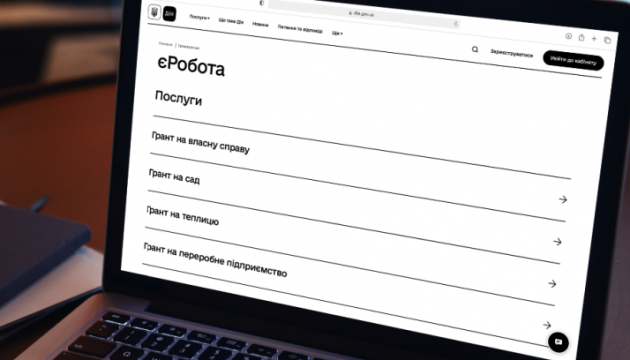 diia.gov.ua
Дія
Послуги
Що таке Дія
Новини
Питання та відповіді
Ще
Зареєструватися
Увійти до кабінету
Головна
єРобота
Послуги
Грант на власну справу
Грант на сад
Грант на теплицю
Грант на переробне підприємство